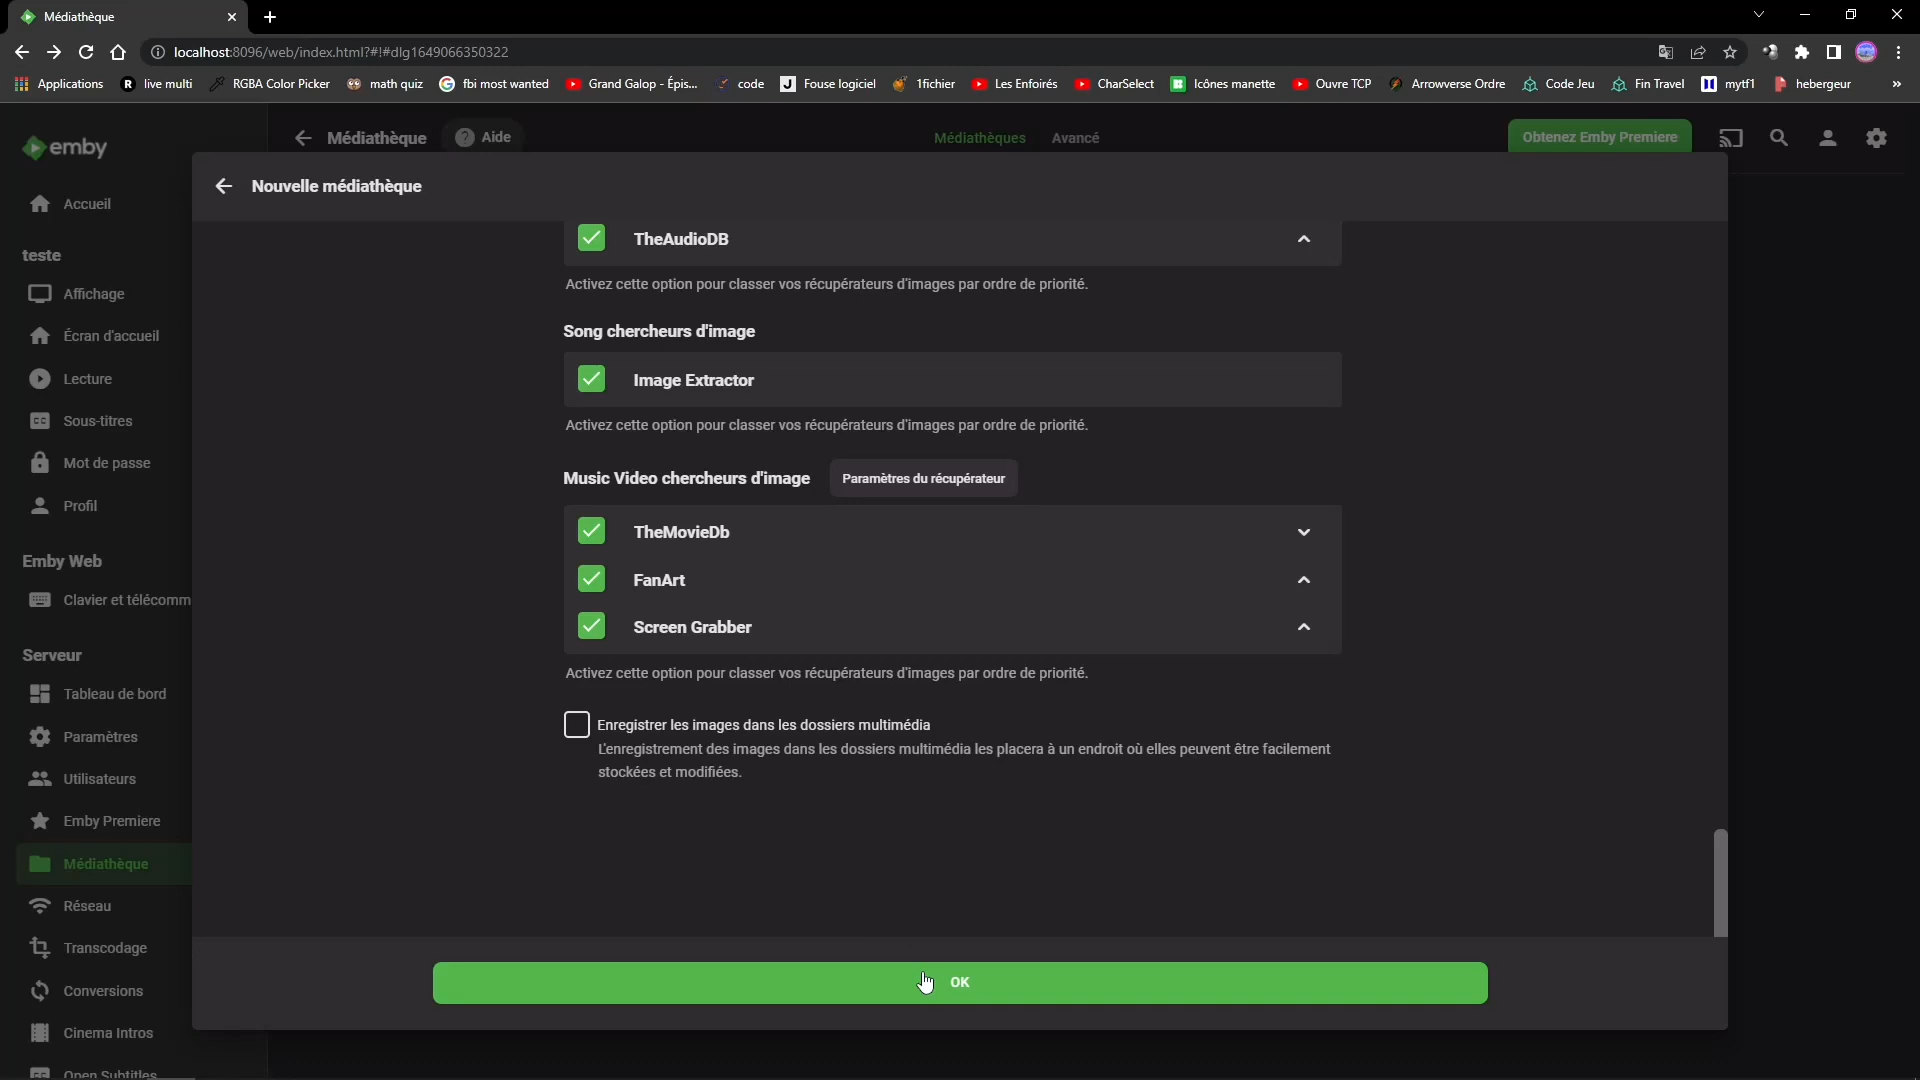 Médiathèque
localhost:8096/web/index.html?#!#dlg1649066350322
Applications
live multi
RGBA Color Picker
math quiz
fbi most wanted
Grand Galop - Épis...
code
Fouse logiciel
1fichier
Les Enfoirés
CharSelect
Icônes manette
Ouvre TCP
Arrowverse Ordre
Code Jeu
Fin Travel
mytf1
hebergeur
»
emby
Médiathèque
Aide
Médiathèques
Avancé
Obtenez Emby Premiere
Accueil
teste
Affichage
Écran d'accueil
Lecture
Sous-titres
Mot de passe
Profil
Emby Web
Clavier et télécomm
Serveur
Tableau de bord
Paramètres
Utilisateurs
Emby Premiere
Médiathèque
Réseau
Transcodage
Conversions
Cinema Intros
Open Subtitles
Nouvelle médiathèque
TheAudioDB
Activez cette option pour classer vos récupérateurs d'images par ordre de priorité.
Song chercheurs d'image
Image Extractor
Activez cette option pour classer vos récupérateurs d'images par ordre de priorité.
Music Video chercheurs d'image
Paramètres du récupérateur
TheMovieDb
FanArt
Screen Grabber
Activez cette option pour classer vos récupérateurs d'images par ordre de priorité.
Enregistrer les images dans les dossiers multimédia
L'enregistrement des images dans les dossiers multimédia les placera à un endroit où elles peuvent être facilement
stockées et modifiées.
OK